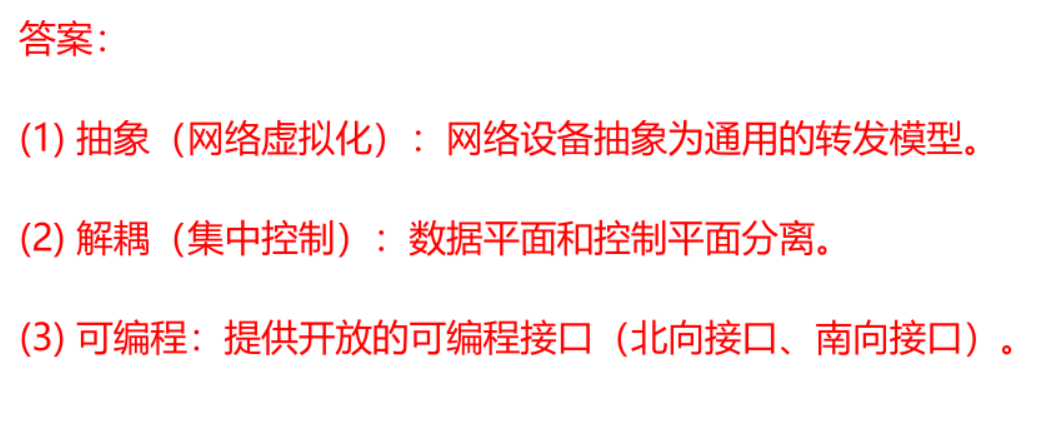 答案：
(1) 抽象（网络虚拟化）：网络设备抽象为通用的转发模型。
(2) 解耦（集中控制）：数据平面和控制平面分离。
(3) 可编程：提供开放的可编程接口（北向接口、南向接口）。